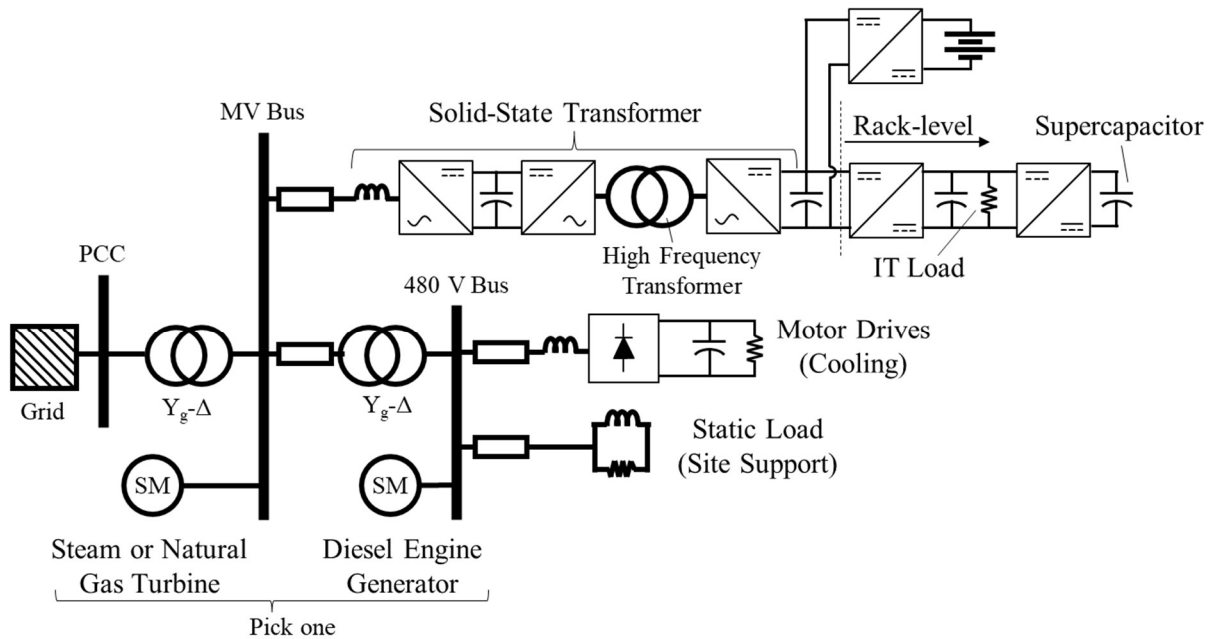 MV Bus
Solid-State Transformer
Rack-level
Supercapacitor
PCC
High Frequency
Transformer
IT Load
480 V Bus
Motor Drives
(Cooling)
Grid
Yg-Δ
Yg-Δ
Static Load
(Site Support)
SM
SM
Steam or Natural
Gas Turbine
Diesel Engine
Generator
Pick one